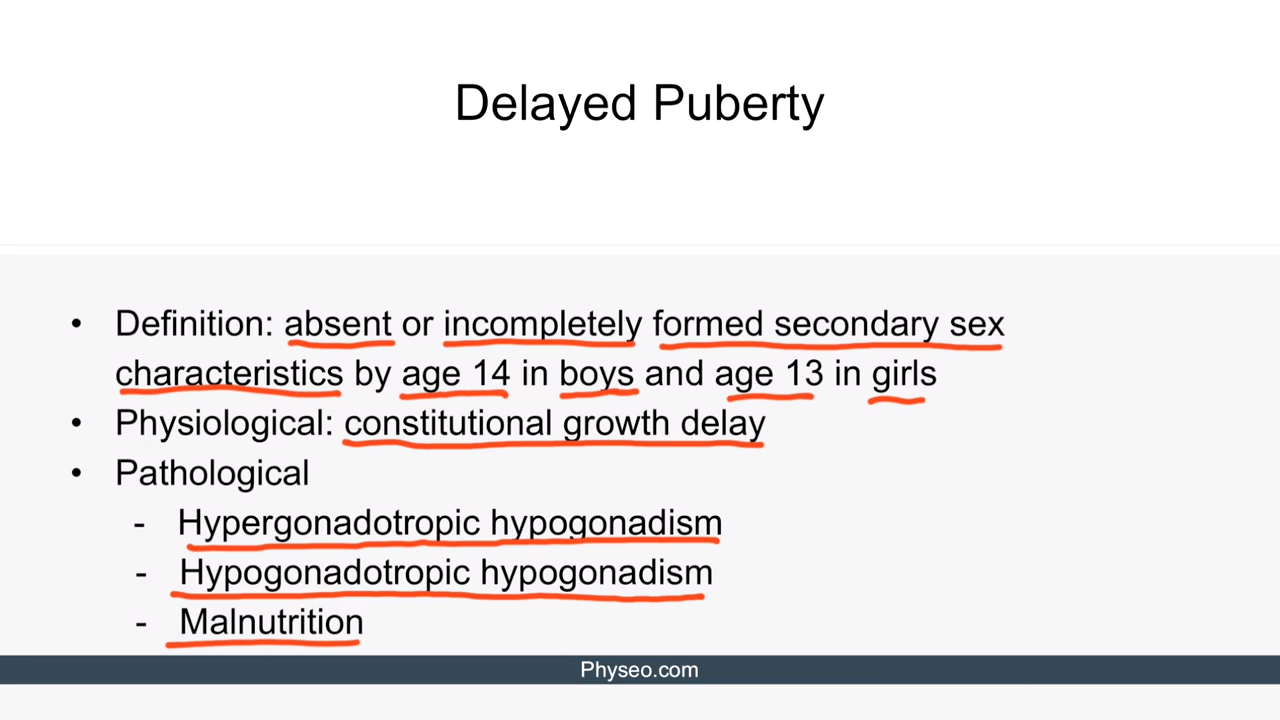 Delayed Puberty
• Definition: absent or incompletely formed secondary sex
characteristics by age 14 in boys and age 13 in girls
• Physiological: constitutional growth delay
• Pathological
- Hypergonadotropic hypogonadism
- Hypogonadotropic hypogonadism
- Malnutrition
Physeo.com